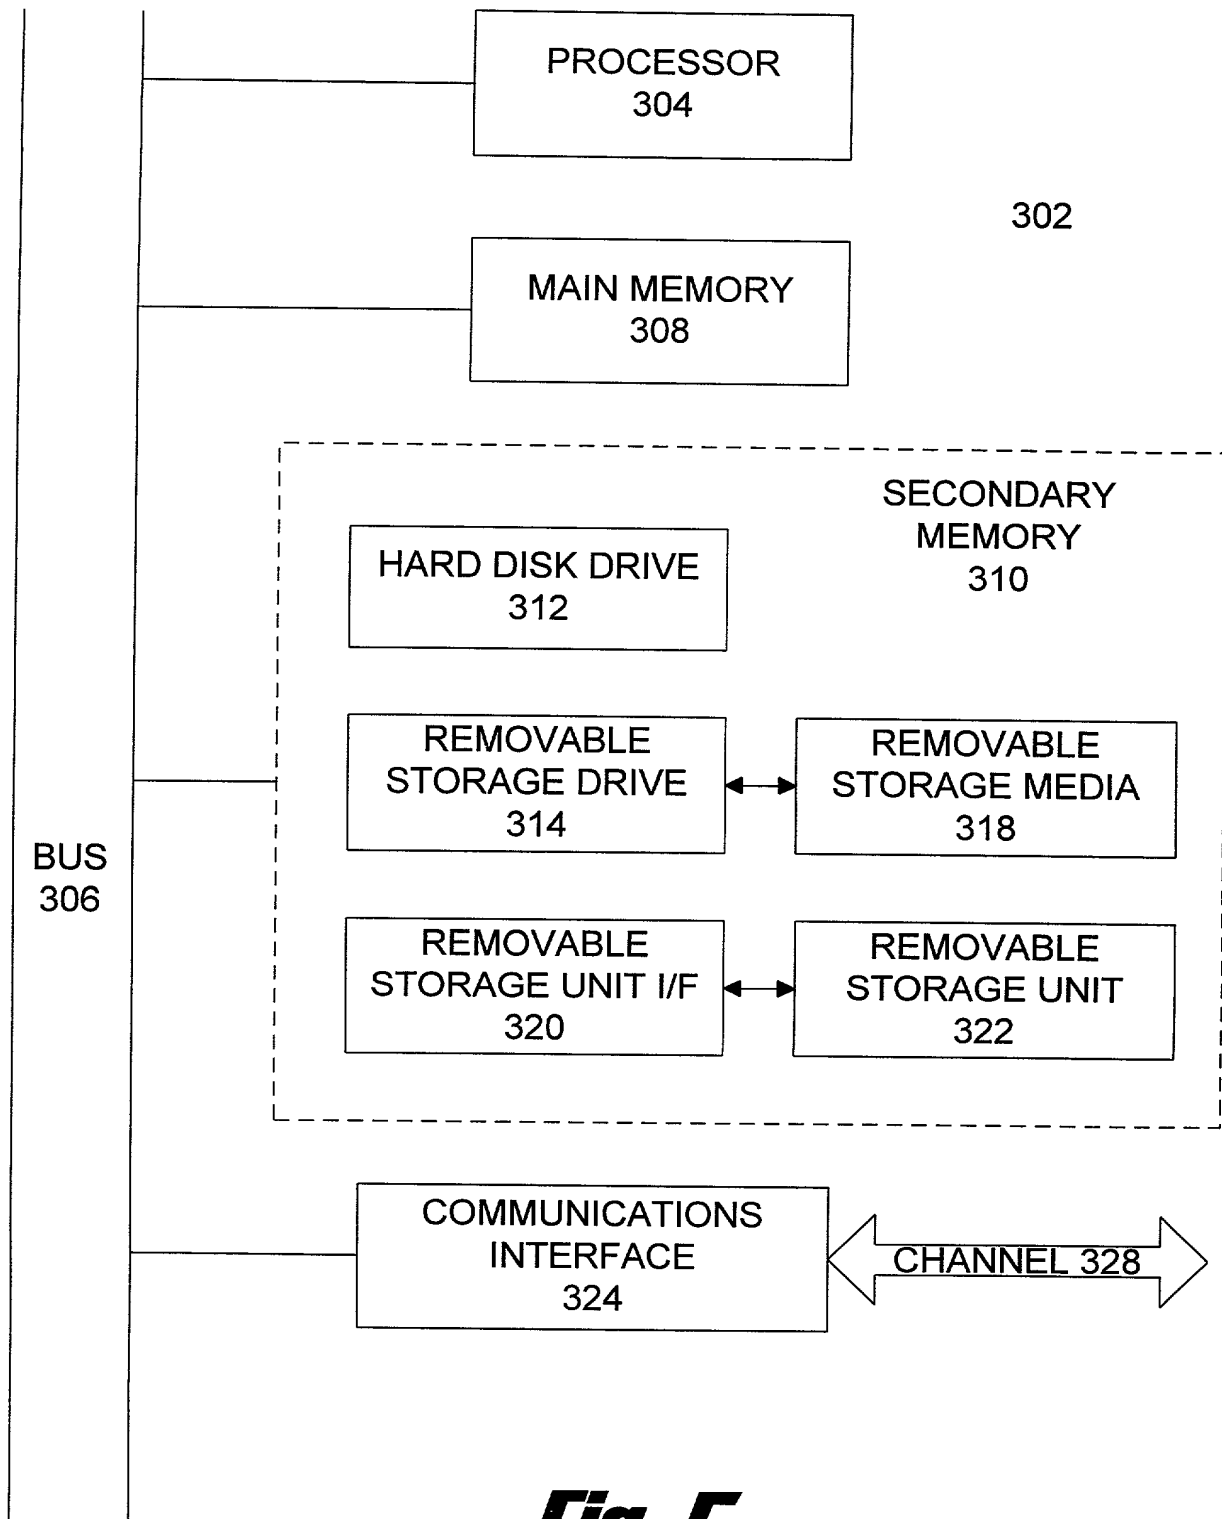 PROCESSOR
304
302
MAIN MEMORY
308
SECONDARY
MEMORY
310
HARD DISK DRIVE
312
REMOVABLE
STORAGE DRIVE
314
REMOVABLE
STORAGE MEDIA
318
BUS
306
REMOVABLE
STORAGE UNIT I/F
320
REMOVABLE
STORAGE UNIT
322
COMMUNICATIONS
INTERFACE
324
CHANNEL 328
Fig.